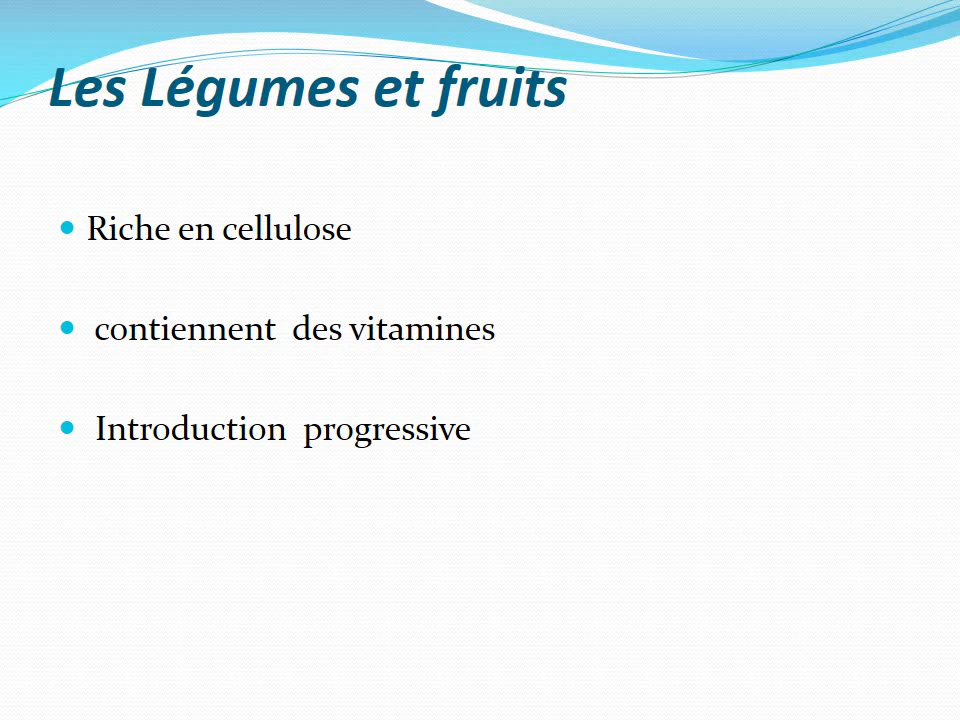 Les Légumes et fruits
• Riche en cellulose
• contiennent des vitamines
• Introduction progressive